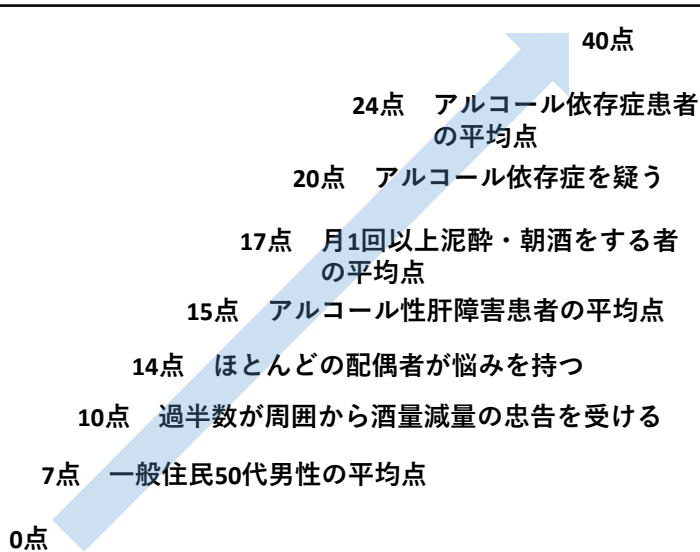 40点
24点 アルコール依存症患者
の平均点
20点 アルコール依存症を疑う
17点 月1回以上泥酔・朝酒をする者
の平均点
15点 アルコール性肝障害患者の平均点
14点 ほとんどの配偶者が悩みを持つ
10点 過半数が周囲から酒量減量の忠告を受ける
7点 一般住民50代男性の平均点
0点